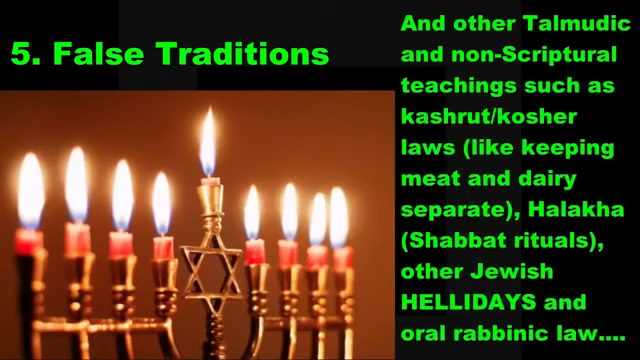 5. False Traditions
And other Talmudic
and non-Scriptural
teachings such as
kashrut/kosher
laws (like keeping
meat and dairy
separate), Halakha
(Shabbat rituals),
other Jewish
HELLIDAYS and
oral rabbinic law....